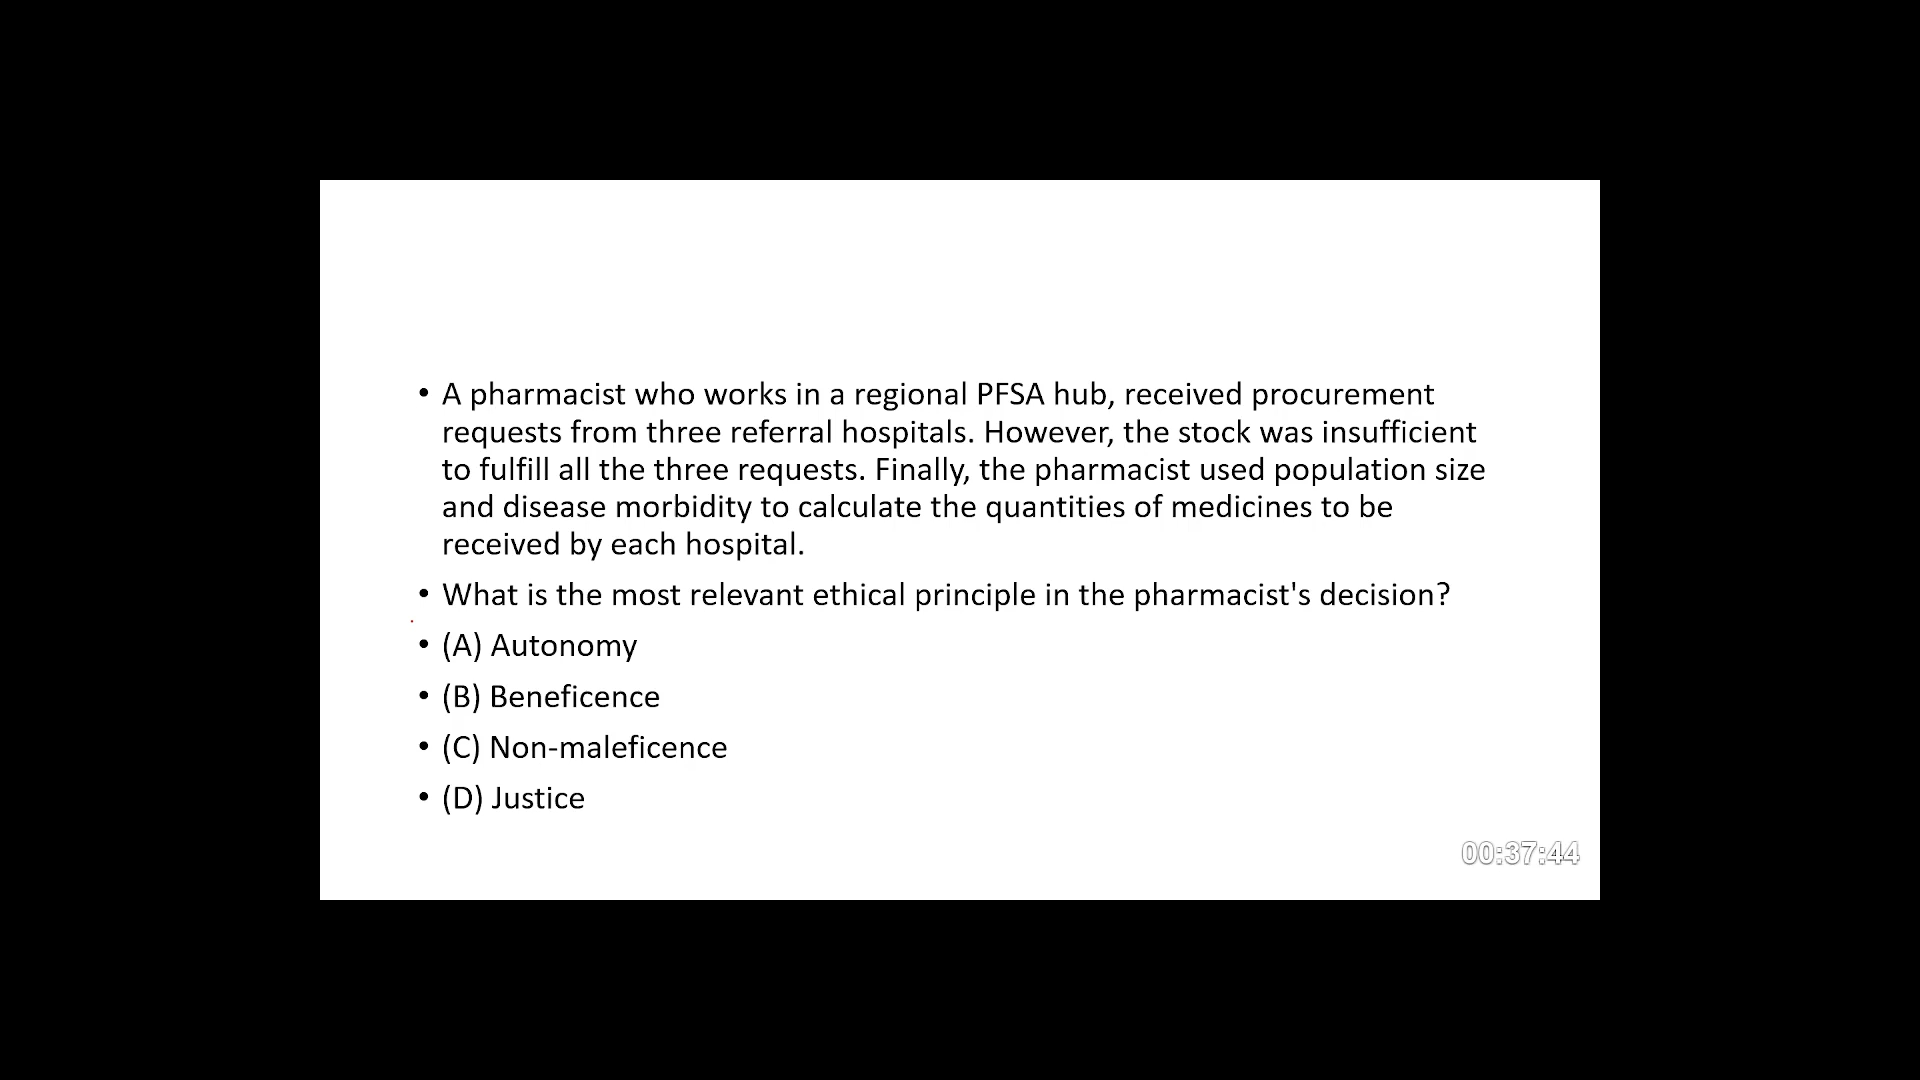 • A pharmacist who works in a regional PFSA hub, received procurement
requests from three referral hospitals. However, the stock was insufficient
to fulfill all the three requests. Finally, the pharmacist used population size
and disease morbidity to calculate the quantities of medicines to be
received by each hospital.
• What is the most relevant ethical principle in the pharmacist's decision?
• (A) Autonomy
• (B) Beneficence
• (C) Non-maleficence
• (D) Justice
00:37:44